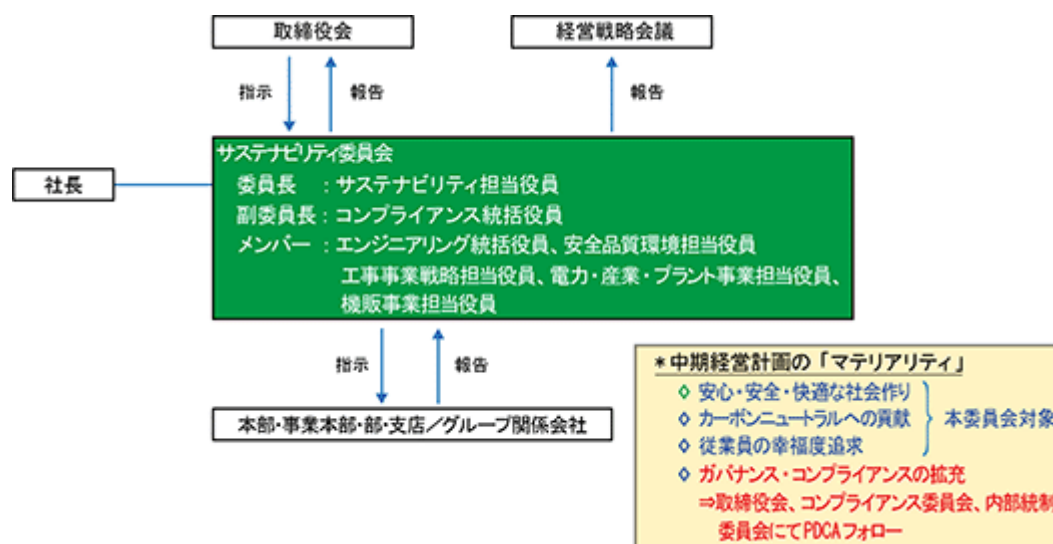 取締役会
経営戦略会議
指示
報告
報告
社長
サステナビリティ委員会
委員長　：サステナビリティ担当役員
副委員長：コンプライアンス統括役員
メンバー：エンジニアリング統括役員、安全品質環境担当役員
工事事業戦略担当役員、電力・産業・プラント事業担当役員、
機販事業担当役員
指示
報告
本部・事業本部・部・支店／グループ関係会社
＊中期経営計画の「マテリアリティ」
◇ 安心・安全・快適な社会作り
◇ カーボンニュートラルへの貢献
◇ 従業員の幸福度追求
本委員会対象
◇ ガバナンス・コンプライアンスの拡充
⇒取締役会、コンプライアンス委員会、内部統制
委員会にてPDCAフォロー